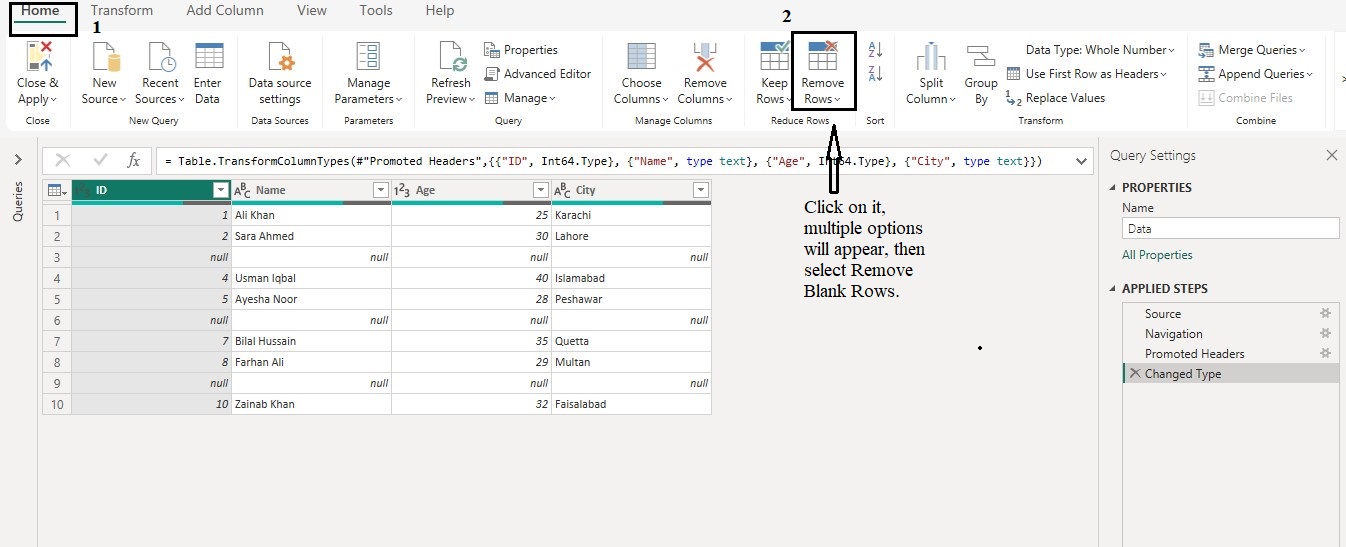 Home Transform Add Column View Tools Help
1 2
Close & Apply
New Source
Recent Sources
Enter Data
Data source settings
Manage Parameters
Refresh Preview
Properties
Advanced Editor
Manage
Choose Columns
Remove Columns
Keep Rows
Remove Rows
A Z
Z A
Split Column
Group By
Data Type: Whole Number
Use First Row as Headers
1 2 Replace Values
Merge Queries
Append Queries
Combine Files
Close New Query Data Sources Parameters Query Manage Columns Reduce Rows Sort Transform Combine
Queries
fx = Table.TransformColumnTypes(#"Promoted Headers",{{"ID", Int64.Type}, {"Name", type text}, {"Age", Int64.Type}, {"City", type text}})
ID ABC Name 123 Age ABC City
1 1 Ali Khan 25 Karachi
2 2 Sara Ahmed 30 Lahore
3 null null null null
4 4 Usman Iqbal 40 Islamabad
5 5 Ayesha Noor 28 Peshawar
6 null null null null
7 7 Bilal Hussain 35 Quetta
8 8 Farhan Ali 29 Multan
9 null null null null
10 10 Zainab Khan 32 Faisalabad
Click on it,
multiple options
will appear, then
select Remove
Blank Rows.
Query Settings
PROPERTIES
Name
Data
All Properties
APPLIED STEPS
Source
Navigation
Promoted Headers
Changed Type